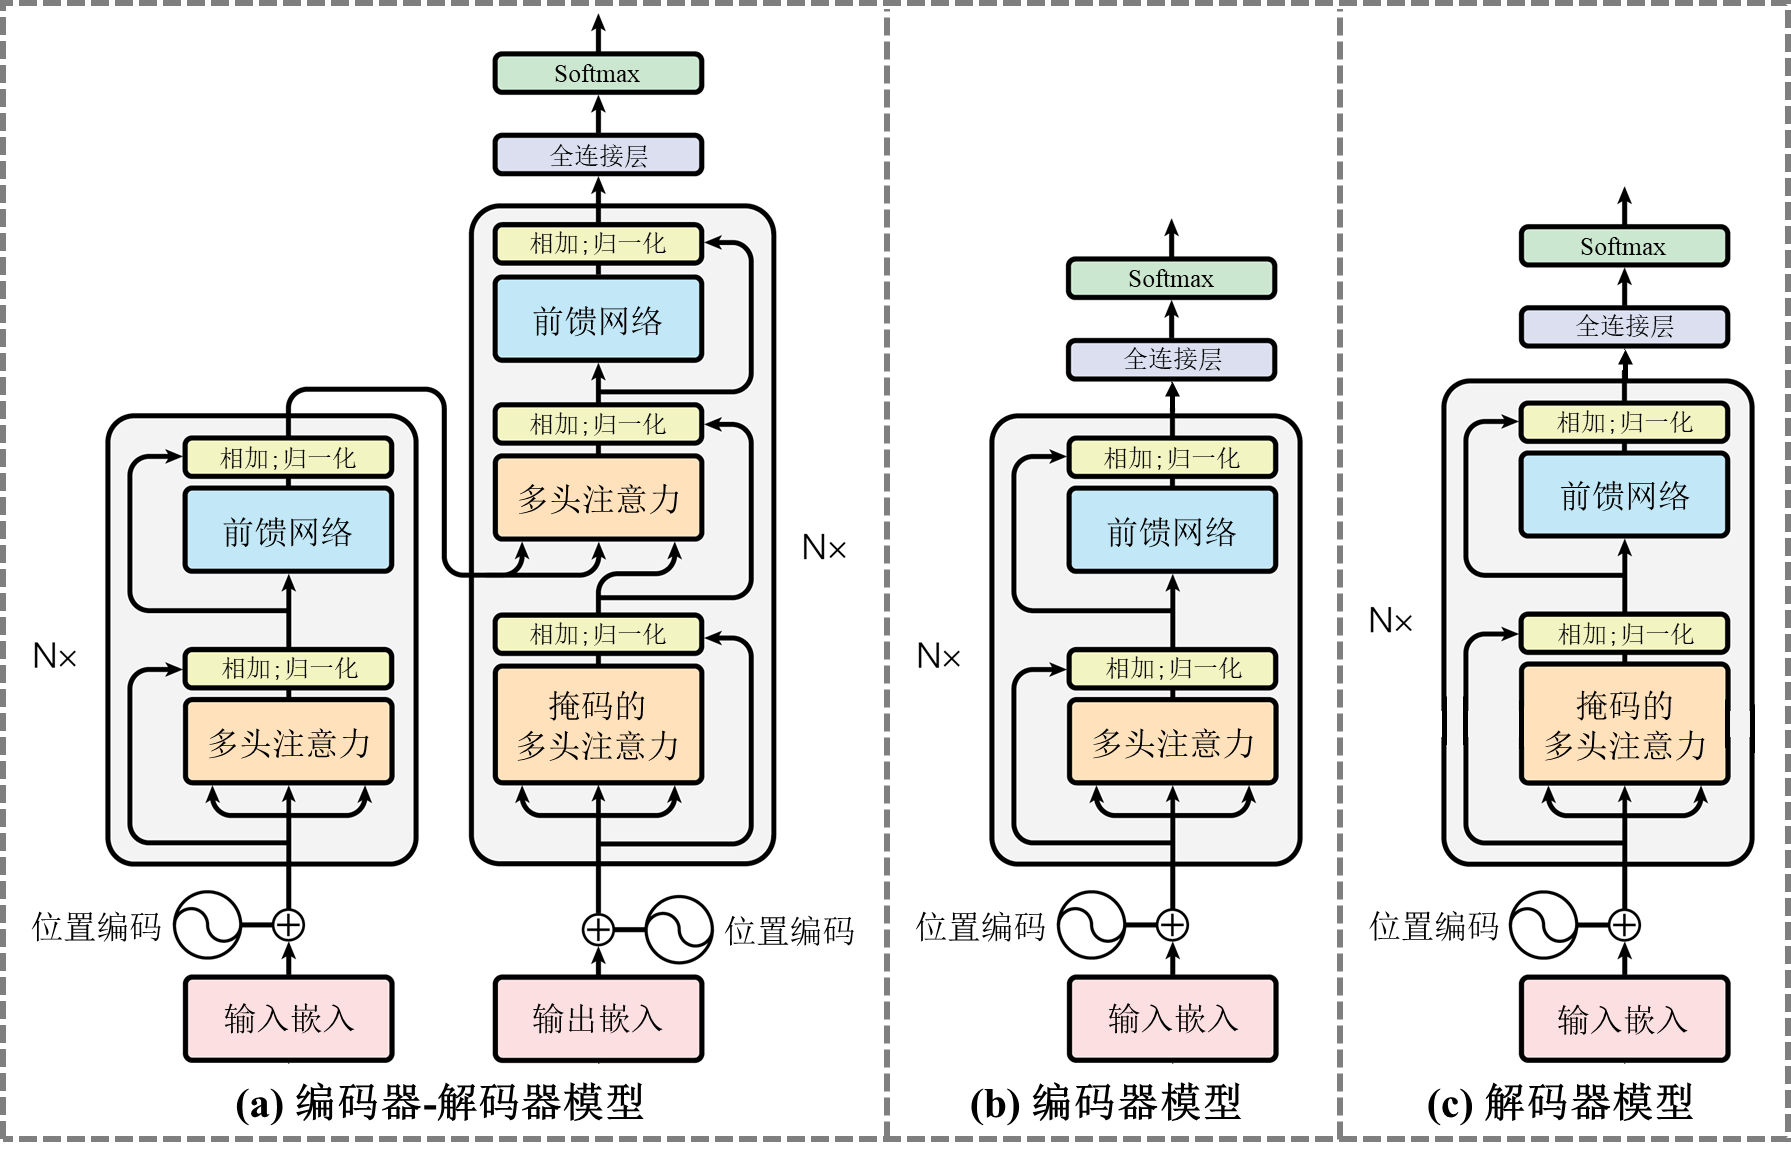 Softmax
全连接层
相加;归一化
前馈网络
相加;归一化
多头注意力
相加;归一化
掩码的
多头注意力
N×
相加;归一化
前馈网络
相加;归一化
多头注意力
N×
位置编码
位置编码
输入嵌入
输出嵌入
(a) 编码器-解码器模型
Softmax
全连接层
相加;归一化
前馈网络
N×
相加;归一化
多头注意力
位置编码
输入嵌入
(b) 编码器模型
Softmax
全连接层
相加;归一化
前馈网络
N×
相加;归一化
掩码的
多头注意力
位置编码
输入嵌入
(c) 解码器模型